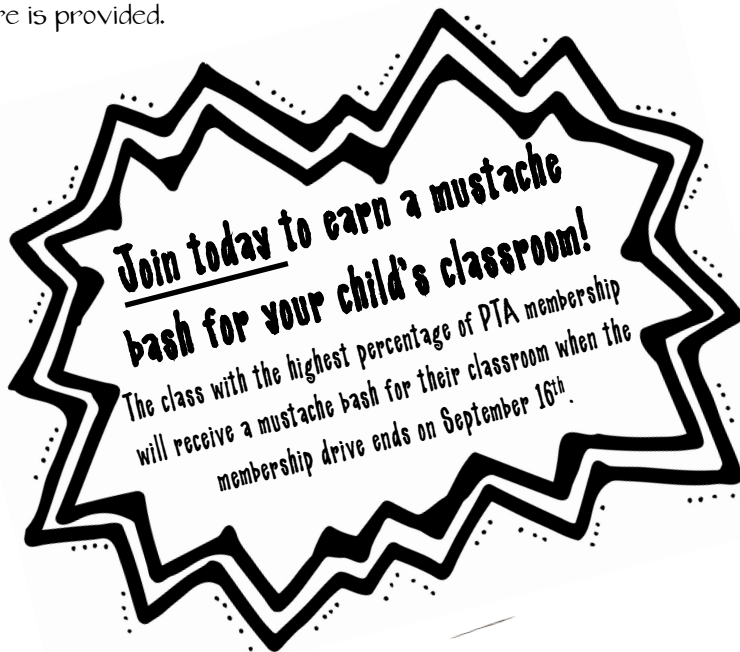 is provided.
Join today to earn a mustache
bash for your child's classroom!
The class with the highest percentage of PTA membership
will receive a mustache bash for their classroom when the
membership drive ends on September 16th.